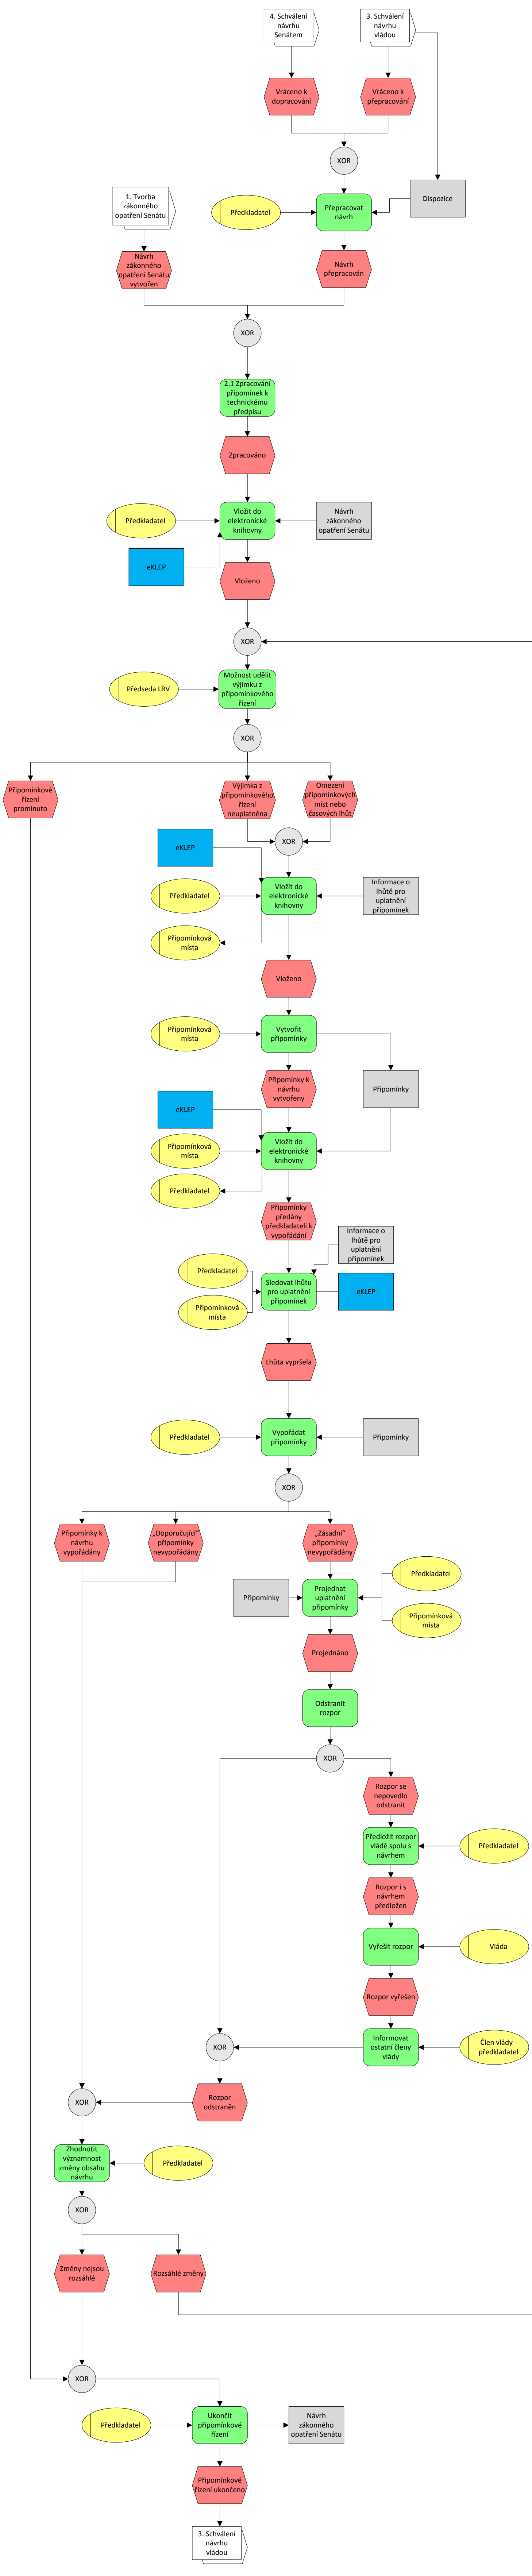 4. Schválení
návrhu
Senátem
3. Schválení
návrhu
vládou
Vráceno k
dopracování
Vráceno k
přepracování
XOR
1. Tvorba
zákonného
opatření Senátu
Předkladatel
Přepracovat
návrh
Dispozice
Návrh
zákonného
opatření Senátu
vytvořen
Návrh
přepracován
XOR
2.1 Zpracování
připomínek k
technickému
předpisu
Zpracováno
Předkladatel
Vložit do
elektronické
knihovny
Návrh
zákonného
opatření Senátu
eKLEP
Vloženo
XOR
Předseda LRV
Možnost udělit
výjimku z
připomínkového
řízení
XOR
Připomínkové
řízení
prominuto
Výjimka z
připomínkového
řízení
neuplatněna
Omezení
připomínkových
míst nebo
časových lhůt
XOR
eKLEP
Předkladatel
Vložit do
elektronické
knihovny
Informace o
lhůtě pro
uplatnění
připomínek
Připomínková
místa
Vloženo
Připomínková
místa
Vytvořit
připomínky
Připomínky k
návrhu
vytvořeny
Připomínky
eKLEP
Připomínková
místa
Vložit do
elektronické
knihovny
Předkladatel
Připomínky
předány
předkladateli k
vypořádání
Informace o
lhůtě pro
uplatnění
připomínek
Předkladatel
Sledovat lhůtu
pro uplatnění
připomínek
eKLEP
Připomínková
místa
Lhůta vypršela
Předkladatel
Vypořádat
připomínky
Připomínky
XOR
Připomínky k
návrhu
vypořádány
„Doporučující"
připomínky
nevypořádány
„Zásadní"
připomínky
nevypořádány
Připomínky
Projednat
uplatnění
připomínky
Předkladatel
Připomínková
místa
Projednáno
Odstranit
rozpor
XOR
Rozpor se
nepovedlo
odstranit
Předložit rozpor
vládě spolu s
návrhem
Předkladatel
Rozpor i s
návrhem
předložen
Vyřešit rozpor
Vláda
Rozpor vyřešen
XOR
Informovat
ostatní členy
vlády
Člen vlády -
předkladatel
XOR
Rozpor
odstraněn
Zhodnotit
významnost
změny obsahu
návrhu
Předkladatel
XOR
Změny nejsou
rozsáhlé
Rozsáhlé změny
XOR
Předkladatel
Ukončit
připomínkové
řízení
Návrh
zákonného
opatření Senátu
Připomínkové
řízení ukončeno
3. Schválení
návrhu
vládou